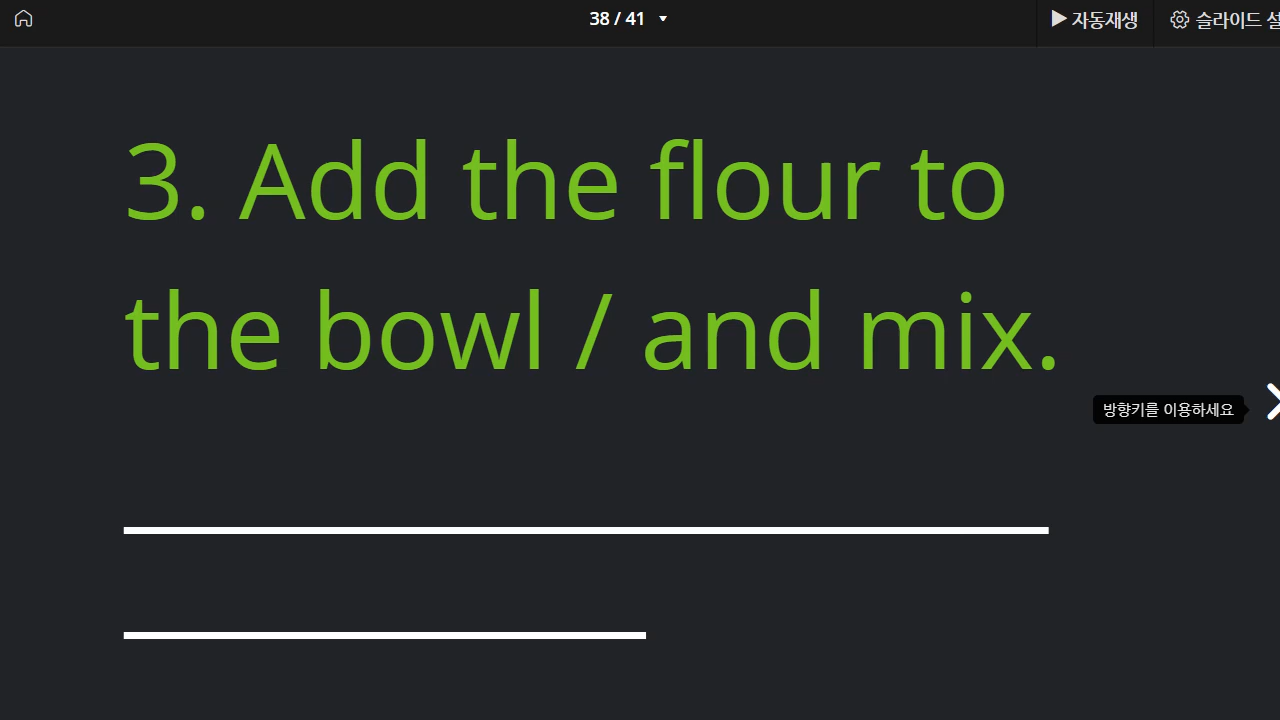 38 / 41
자동재생
슬라이드 설
3. Add the flour to
the bowl / and mix.
방향키를 이용하세요